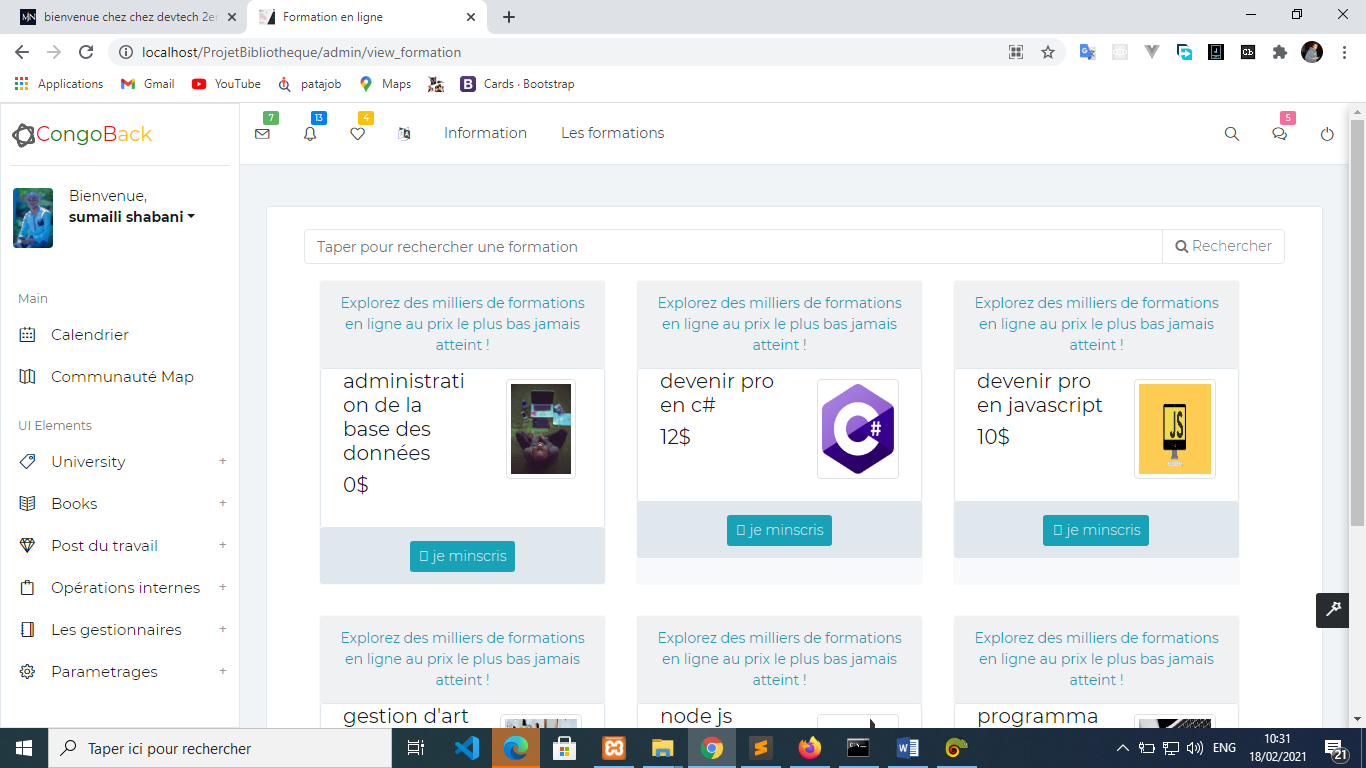 bienvenue chez chez devtech 2er
Formation en ligne
localhost/ProjetBibliotheque/admin/view_formation
Applications
Gmail
YouTube
patajob
Maps
Cards · Bootstrap
CongoBack
7
13
4
Information
Les formations
5
Bienvenue,
sumaili shabani
Main
Calendrier
Communauté Map
UI Elements
University +
Books +
Post du travail +
Opérations internes +
Les gestionnaires +
Parametrages +
Taper pour rechercher une formation
Rechercher
Explorez des milliers de formations
en ligne au prix le plus bas jamais
atteint !
administrati
on de la
base des
données
0$
je minscris
Explorez des milliers de formations
en ligne au prix le plus bas jamais
atteint !
devenir pro
en c#
12$
C#
je minscris
Explorez des milliers de formations
en ligne au prix le plus bas jamais
atteint !
devenir pro
en javascript
10$
JS
je minscris
Explorez des milliers de formations
en ligne au prix le plus bas jamais
atteint !
gestion d'art
Explorez des milliers de formations
en ligne au prix le plus bas jamais
atteint !
node js
Explorez des milliers de formations
en ligne au prix le plus bas jamais
atteint !
programma
Taper ici pour rechercher
ENG
10:31
18/02/2021
21